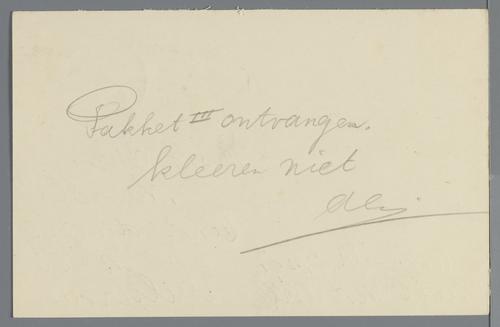 Pakket III ontvangen.
kleeren niet